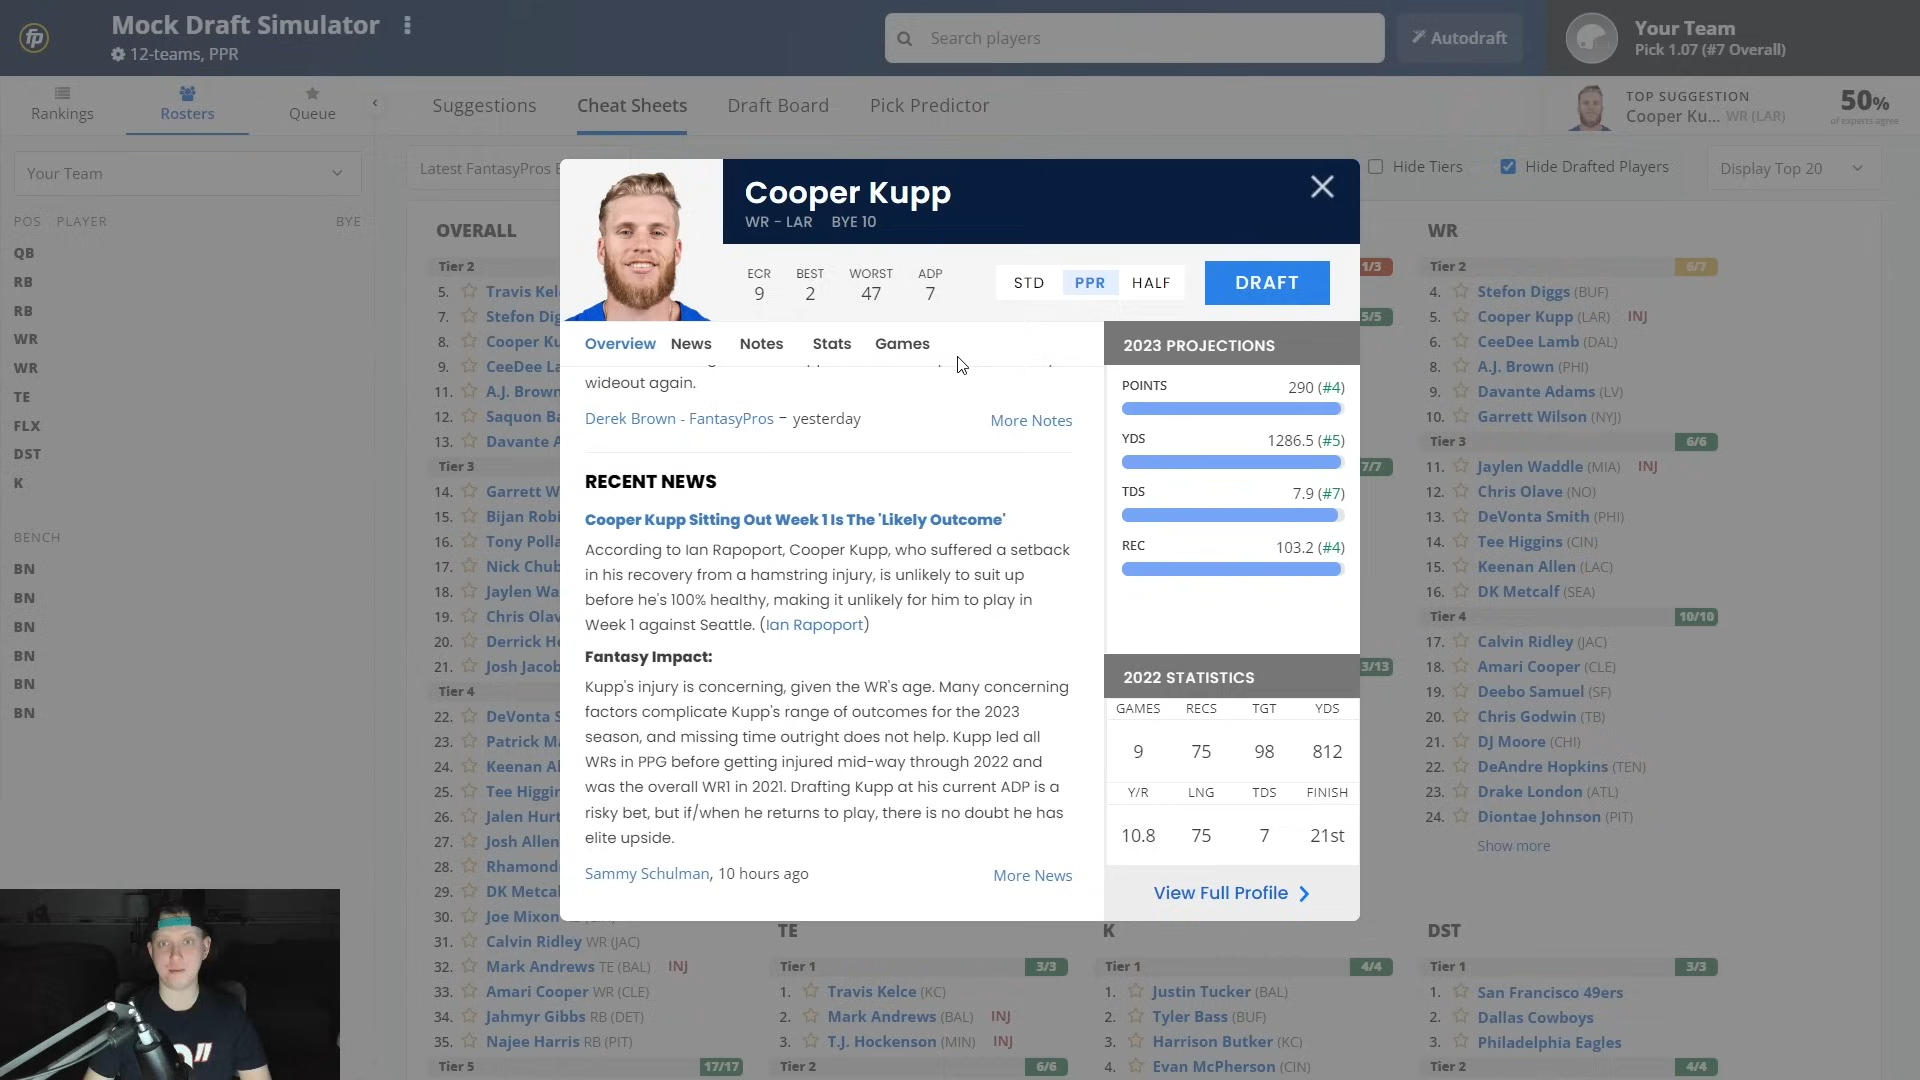 fp
Mock Draft Simulator
12-teams, PPR
Search players
Autodraft
Your Team
Pick 1.07 (#7 Overall)
Rankings
Rosters
Queue
Suggestions
Cheat Sheets
Draft Board
Pick Predictor
TOP SUGGESTION
Cooper Ku... WR (LAR)
50%
of experts agree
Your Team
Latest FantasyPros E
Hide Tiers
Hide Drafted Players
Display Top 20
POS PLAYER BYE
QB
RB
RB
WR
WR
TE
FLX
DST
K
BENCH
BN
BN
BN
BN
BN
BN
OVERALL
Tier 2
5. Travis Kel
7. Stefon Dig
8. Cooper Ku
9. CeeDee La
11. A.J. Brown
12. Saquon Ba
13. Davante A
Tier 3
14. Garrett W
15. Bijan Robi
16. Tony Polla
17. Nick Chub
18. Jaylen Wa
19. Chris Olav
20. Derrick He
21. Josh Jacob
Tier 4
22. DeVonta S
23. Patrick Ma
24. Keenan Al
25. Tee Higgin
26. Jalen Hurt
27. Josh Allen
28. Rhamond
29. DK Metcal
30. Joe Mixon
31. Calvin Ridley WR (JAC)
32. Mark Andrews TE (BAL) INJ
33. Amari Cooper WR (CLE)
34. Jahmyr Gibbs RB (DET)
35. Najee Harris RB (PIT)
Tier 5 17/17
Cooper Kupp
WR - LAR BYE 10
ECR BEST WORST ADP
9 2 47 7
STD PPR HALF
DRAFT
Overview News Notes Stats Games
wideout again.
Derek Brown - FantasyPros - yesterday
More Notes
RECENT NEWS
Cooper Kupp Sitting Out Week 1 Is The 'Likely Outcome'
According to Ian Rapoport, Cooper Kupp, who suffered a setback
in his recovery from a hamstring injury, is unlikely to suit up
before he's 100% healthy, making it unlikely for him to play in
Week 1 against Seattle. (Ian Rapoport)
Fantasy Impact:
Kupp's injury is concerning, given the WR's age. Many concerning
factors complicate Kupp's range of outcomes for the 2023
season, and missing time outright does not help. Kupp led all
WRs in PPG before getting injured mid-way through 2022 and
was the overall WR1 in 2021. Drafting Kupp at his current ADP is a
risky bet, but if/when he returns to play, there is no doubt he has
elite upside.
Sammy Schulman, 10 hours ago
More News
2023 PROJECTIONS
POINTS 290 (#4)
YDS 1286.5 (#5)
TDS 7.9 (#7)
REC 103.2 (#4)
2022 STATISTICS
GAMES RECS TGT YDS
9 75 98 812
Y/R LNG TDS FINISH
10.8 75 7 21st
View Full Profile
1/3
5/5
7/7
3/13
WR
Tier 2 6/7
4. Stefon Diggs (BUF)
5. Cooper Kupp (LAR) INJ
6. CeeDee Lamb (DAL)
8. A.J. Brown (PHI)
9. Davante Adams (LV)
10. Garrett Wilson (NYJ)
Tier 3 6/6
11. Jaylen Waddle (MIA) INJ
12. Chris Olave (NO)
13. DeVonta Smith (PHI)
14. Tee Higgins (CIN)
15. Keenan Allen (LAC)
16. DK Metcalf (SEA)
Tier 4 10/10
17. Calvin Ridley (JAC)
18. Amari Cooper (CLE)
19. Deebo Samuel (SF)
20. Chris Godwin (TB)
21. DJ Moore (CHI)
22. DeAndre Hopkins (TEN)
23. Drake London (ATL)
24. Diontae Johnson (PIT)
Show more
TE
Tier 1 3/3
1. Travis Kelce (KC)
2. Mark Andrews (BAL) INJ
3. T.J. Hockenson (MIN) INJ
Tier 2 6/6
K
Tier 1 4/4
1. Justin Tucker (BAL)
2. Tyler Bass (BUF)
3. Harrison Butker (KC)
4. Evan McPherson (CIN)
DST
Tier 1 3/3
1. San Francisco 49ers
2. Dallas Cowboys
3. Philadelphia Eagles
Tier 2 4/4